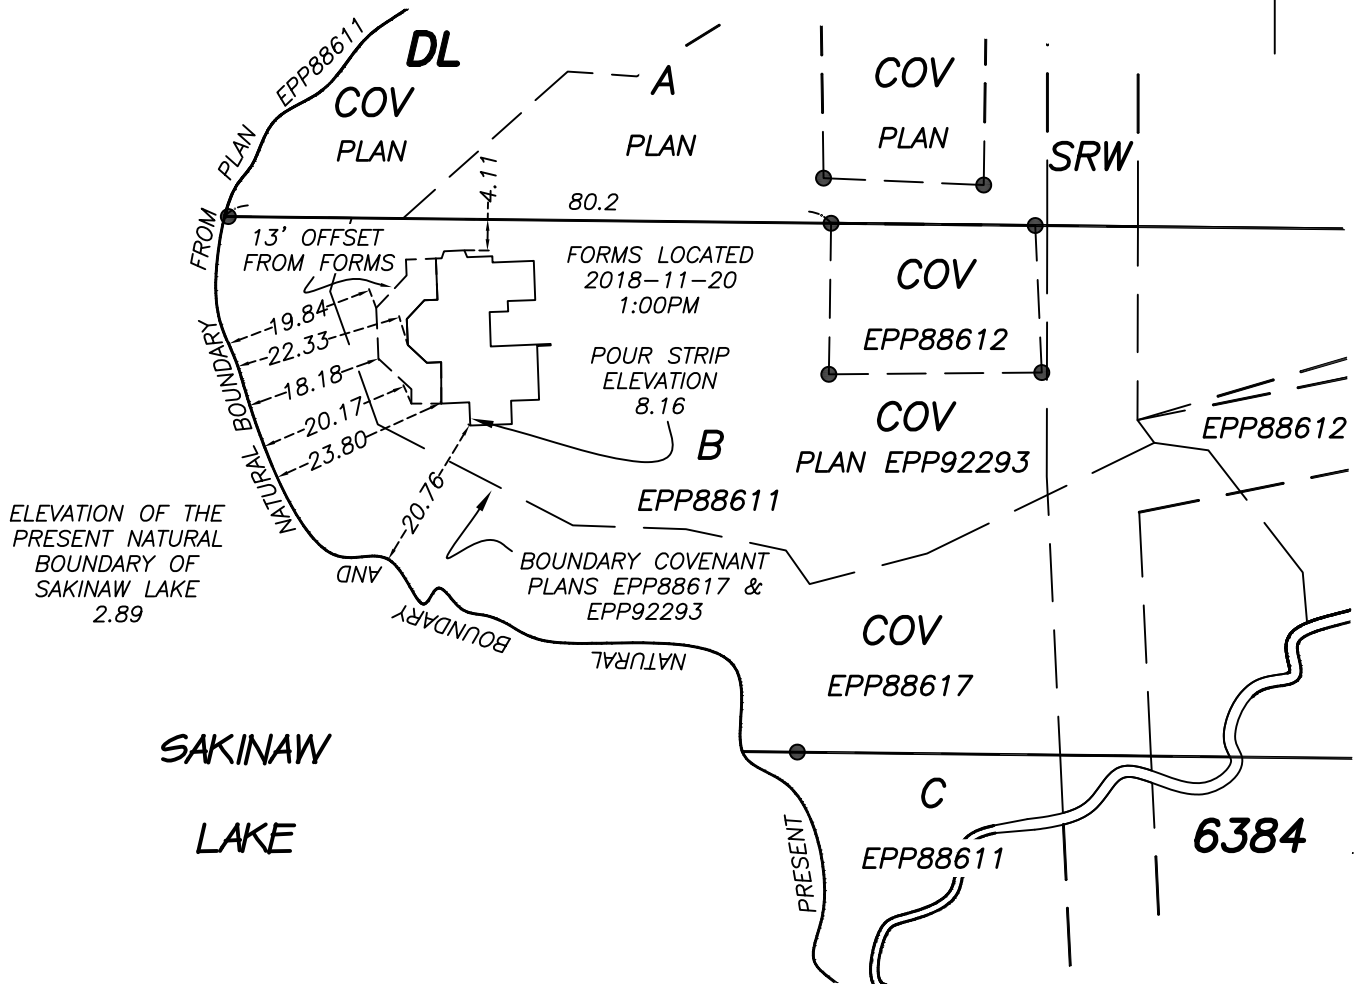 DL
COV
PLAN
A
PLAN
COV
PLAN
SRW
EPP88611
PLAN
FROM
4.11
80.2
13' OFFSET
FROM FORMS
FORMS LOCATED
2018-11-20
1:00PM
COV
EPP88612
19.84
22.33
18.18
20.17
23.80
20.76
POUR STRIP
ELEVATION
8.16
B
EPP88611
COV
PLAN EPP92293
EPP88612
BOUNDARY
NATURAL
AND
BOUNDARY
NATURAL
PRESENT
ELEVATION OF THE
PRESENT NATURAL
BOUNDARY OF
SAKINAW LAKE
2.89
BOUNDARY COVENANT
PLANS EPP88617 &
EPP92293
COV
EPP88617
SAKINAW
LAKE
C
EPP88611
6384